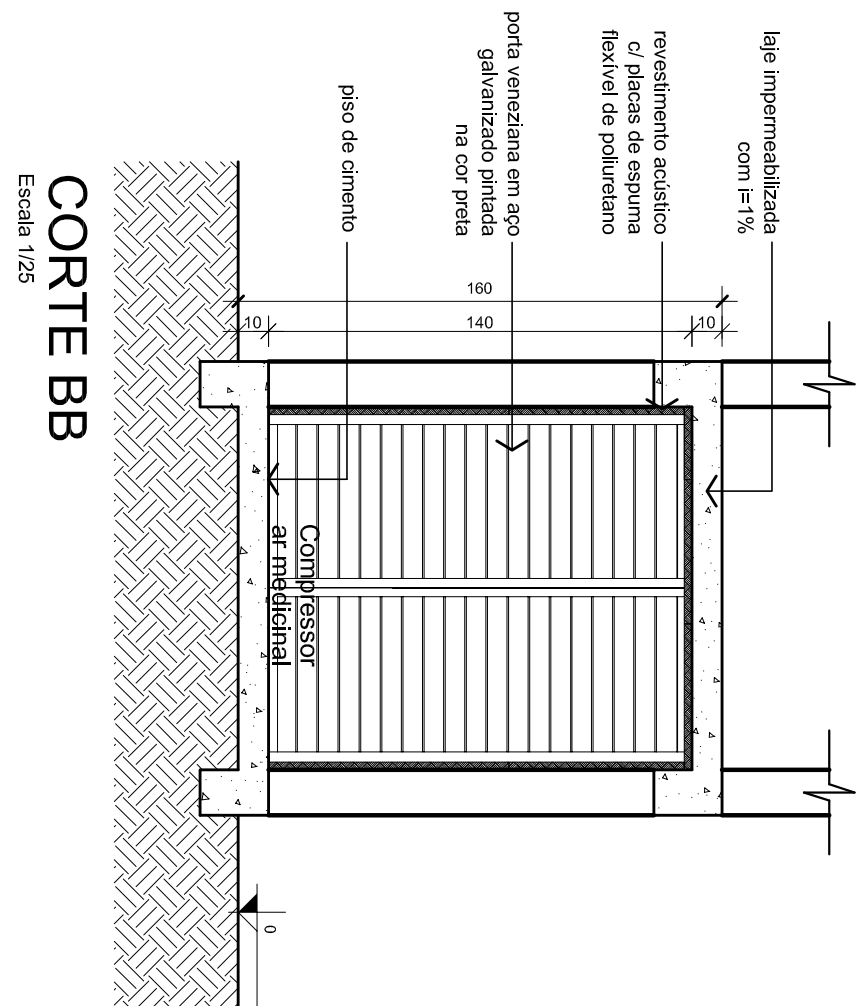 laje impermeabilizada
com i=1%
revestimento acústico
c/ placas de espuma
flexível de poliuretano
porta veneziana em aço
galvanizado pintada
na cor preta
piso de cimento
160
10
140
10
Compressor
ar medicinal
0
CORTE BB
Escala 1/25